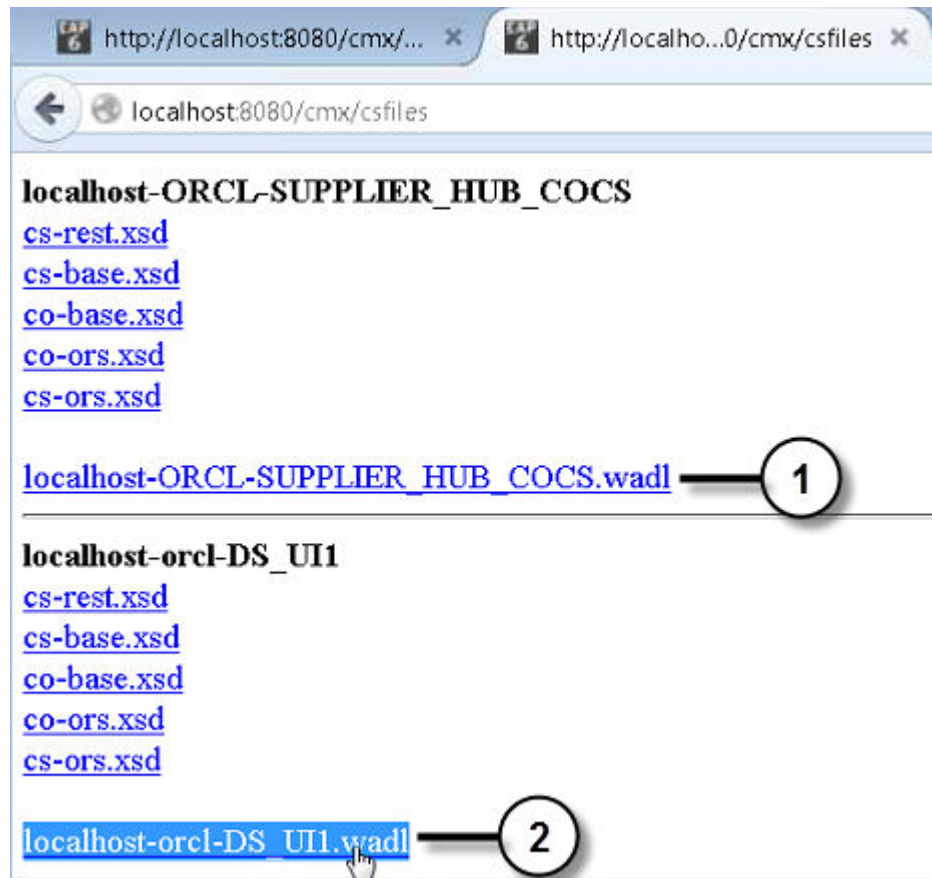 http://localhost:8080/cmx/... × http://localho...0/cmx/csfiles ×
localhost:8080/cmx/csfiles
localhost-ORCL-SUPPLIER_HUB_COCS
cs-rest.xsd
cs-base.xsd
co-base.xsd
co-ors.xsd
cs-ors.xsd
localhost-ORCL-SUPPLIER_HUB_COCS.wadl 1
localhost-orcl-DS_UI1
cs-rest.xsd
cs-base.xsd
co-base.xsd
co-ors.xsd
cs-ors.xsd
localhost-orcl-DS_UI1.wadl 2